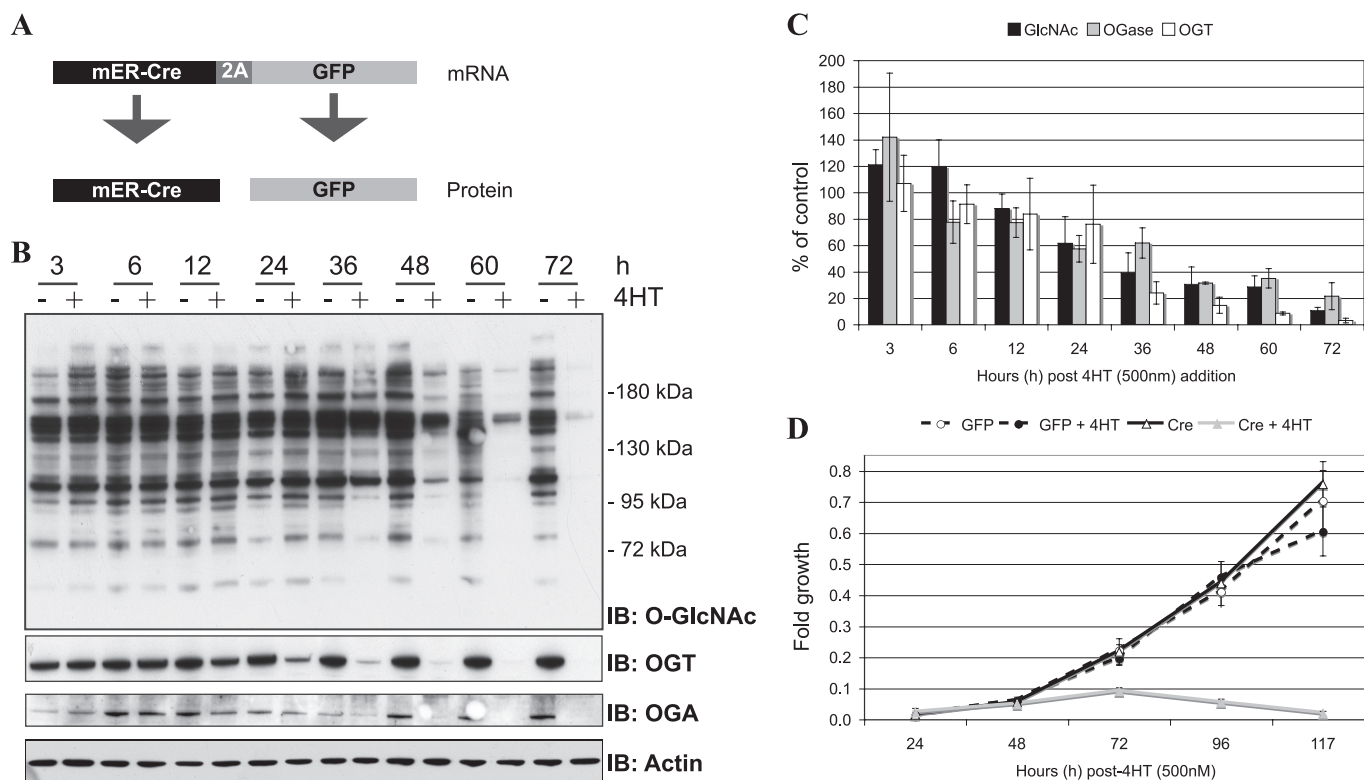 A
mER-Cre 2A GFP mRNA
mER-Cre GFP Protein
B
3 6 12 24 36 48 60 72 h
- + - + - + - + - + - + - + - + 4HT
-180 kDa
-130 kDa
- 95 kDa
- 72 kDa
IB: O-GlcNAc
IB: OGT
IB: OGA
IB: Actin
C
GlcNAc OGase OGT
% of control
200
180
160
140
120
100
80
60
40
20
0
3 6 12 24 36 48 60 72
Hours (h) post 4HT (500nm) addition
D
GFP GFP + 4HT Cre Cre + 4HT
Fold growth
0.8
0.7
0.6
0.5
0.4
0.3
0.2
0.1
0.0
24 48 72 96 117
Hours (h) post-4HT (500nM)